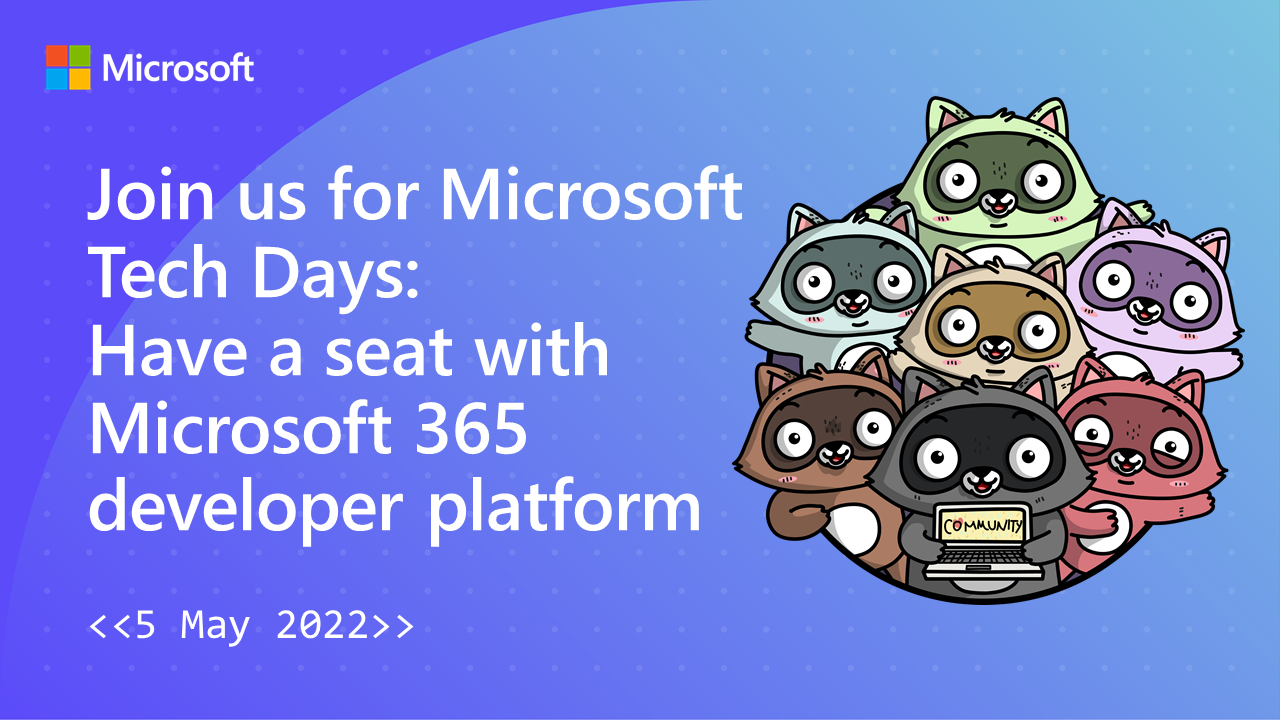 Microsoft
Join us for Microsoft
Tech Days:
Have a seat with
Microsoft 365
developer platform
<<5 May 2022>>
COMMUNITY